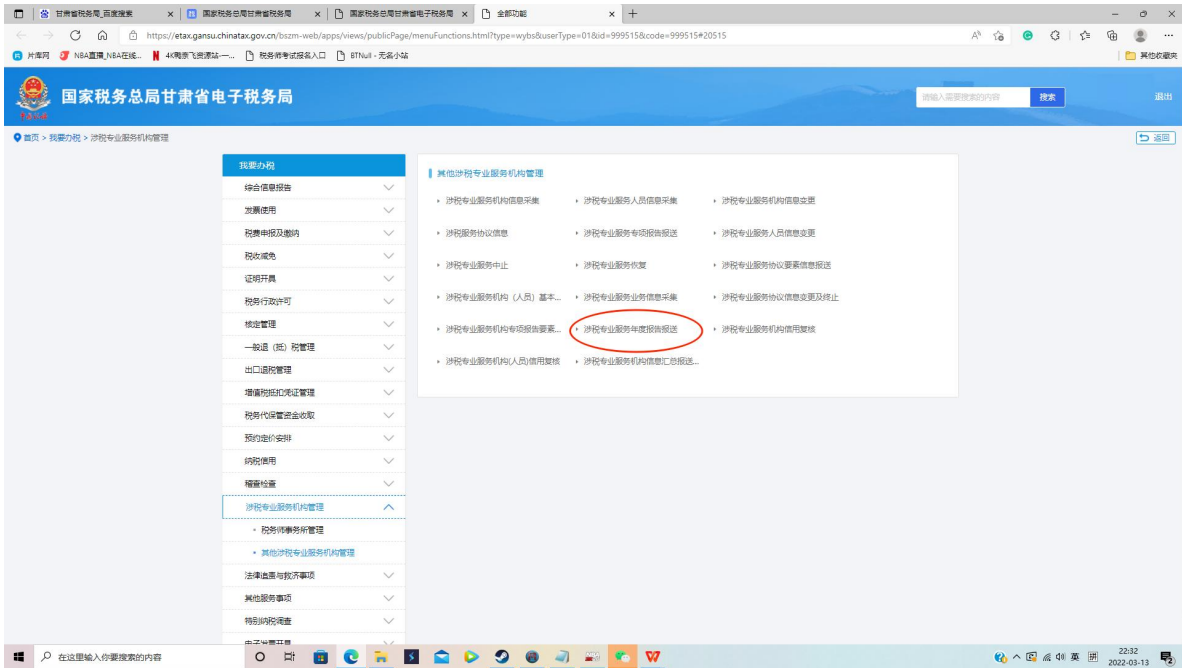 甘肃省税务局_百度搜索
国家税务总局甘肃省税务局
国家税务总局甘肃省电子税务局
全部功能
https://etax.gansu.chinatax.gov.cn/bszm-web/apps/views/publicPage/menuFunctions.html?type=wybs&userType=01&id=999515&code=999515#20515
片库网
NBA直播_NBA在线...
4K鸭奈飞资源站-—...
税务师考试报名入口
BTNull - 无名小站
其他收藏夹
国家税务总局甘肃省电子税务局
请输入需要搜索的内容
搜索
退出
首页 > 我要办税 > 涉税专业服务机构管理
返回
我要办税
综合信息报告
发票使用
税费申报及缴纳
税收减免
证明开具
税务行政许可
核定管理
一般退（抵）税管理
出口退税管理
增值税抵扣凭证管理
税务代保管资金收取
预约定价安排
纳税信用
稽查检查
涉税专业服务机构管理
税务师事务所管理
其他涉税专业服务机构管理
法律追责与救济事项
其他服务事项
特别纳税调查
电子发票开具
其他涉税专业服务机构管理
涉税专业服务机构信息采集 涉税专业服务人员信息采集 涉税专业服务机构信息变更
涉税服务协议信息 涉税专业服务专项报告报送 涉税专业服务人员信息变更
涉税专业服务中止 涉税专业服务恢复 涉税专业服务协议要素信息报送
涉税专业服务机构（人员）基本... 涉税专业服务业务信息采集 涉税专业服务协议信息变更及终止
涉税专业服务机构专项报告要素... 涉税专业服务年度报告报送 涉税专业服务机构信用复核
涉税专业服务机构(人员)信用复核 涉税专业服务机构信息汇总报送...
在这里输入你要搜索的内容
英
22:32
2022-03-13